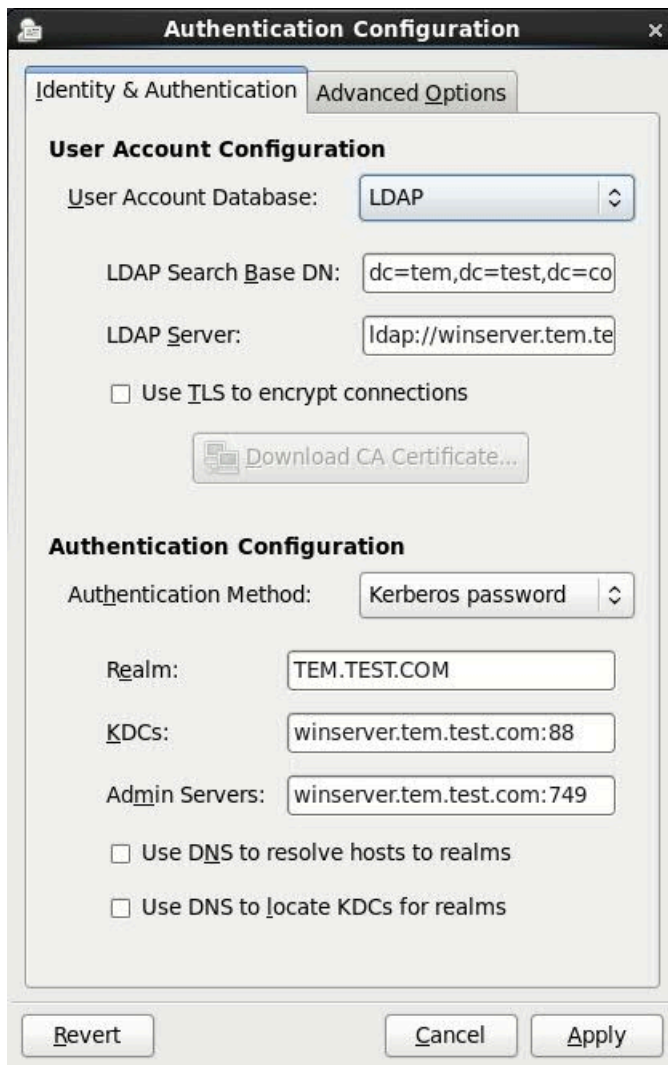 Authentication Configuration
Identity & Authentication
Advanced Options
User Account Configuration
User Account Database: LDAP
LDAP Search Base DN: dc=tem,dc=test,dc=co
LDAP Server: ldap://winserver.tem.te
Use TLS to encrypt connections
Download CA Certificate...
Authentication Configuration
Authentication Method: Kerberos password
Realm: TEM.TEST.COM
KDCs: winserver.tem.test.com:88
Admin Servers: winserver.tem.test.com:749
Use DNS to resolve hosts to realms
Use DNS to locate KDCs for realms
Revert
Cancel
Apply